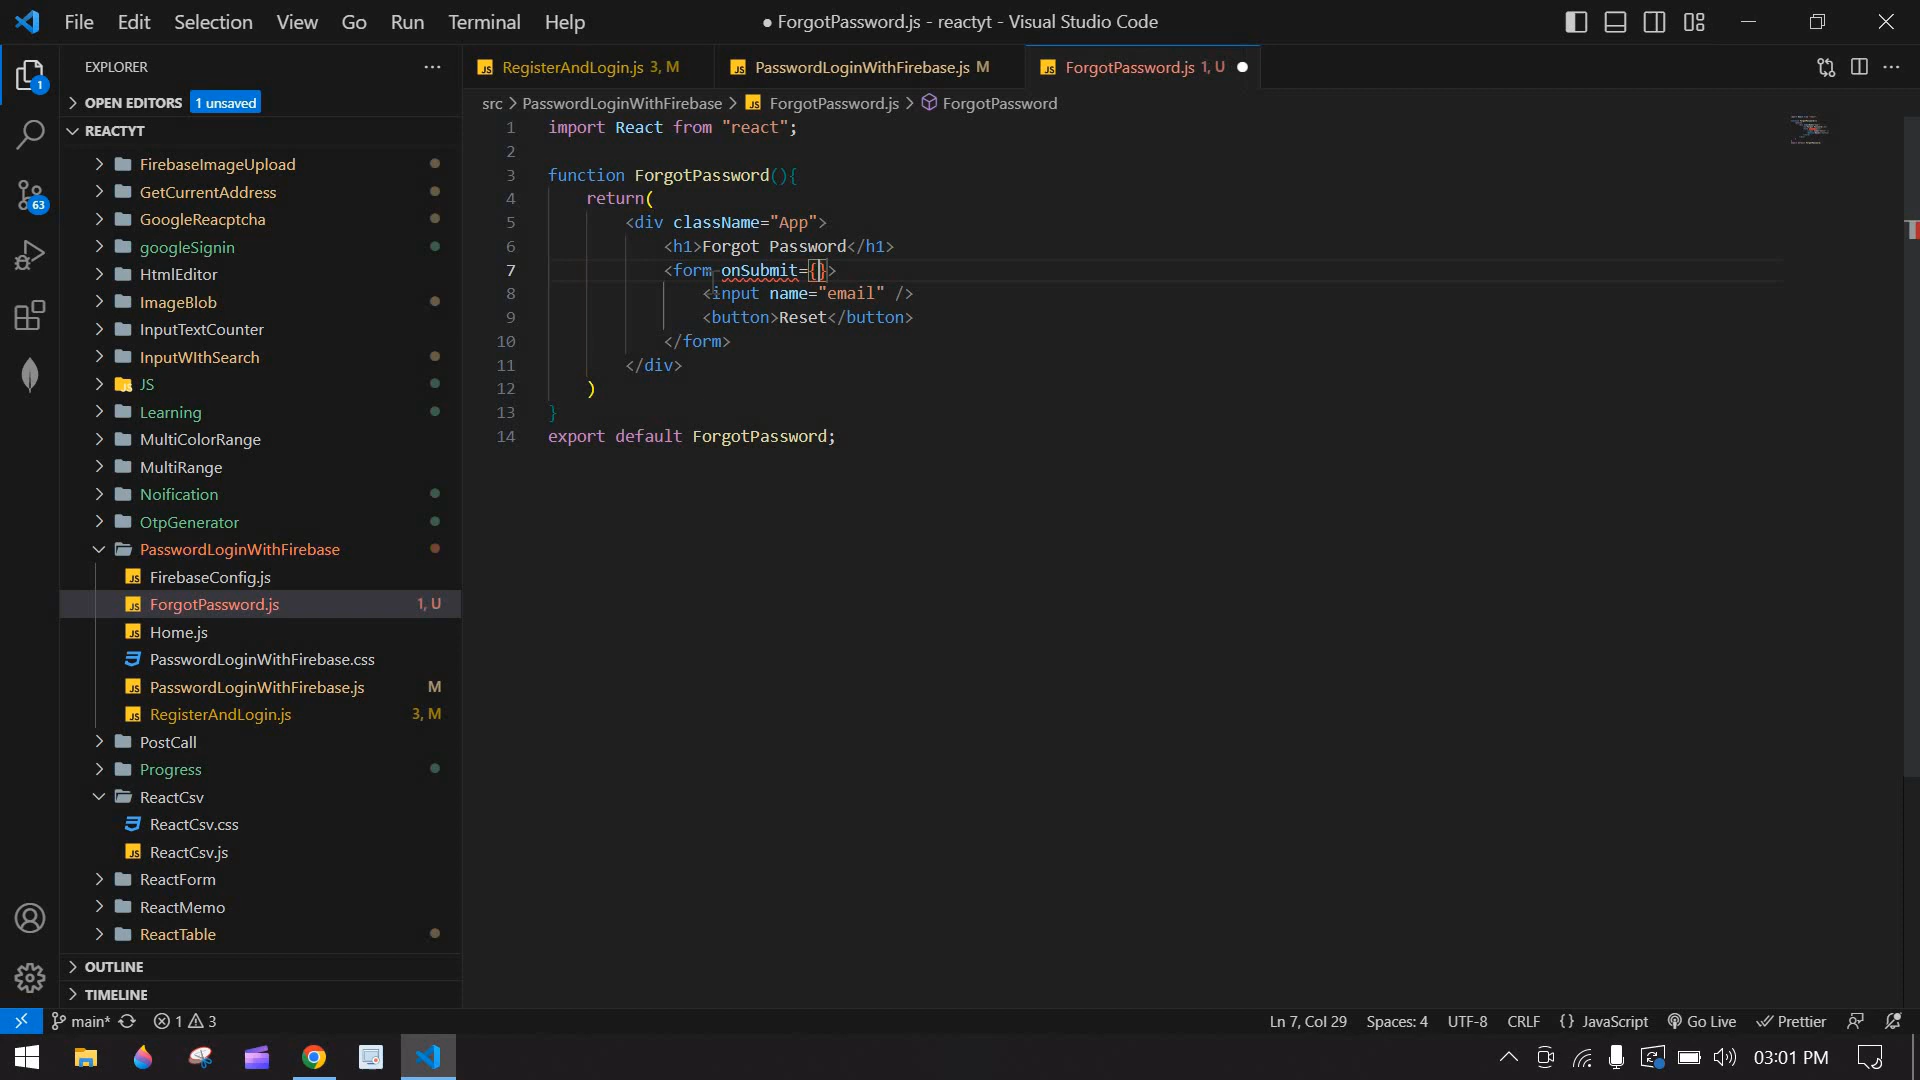 File Edit Selection View Go Run Terminal Help
● ForgotPassword.js - reactyt - Visual Studio Code
EXPLORER
OPEN EDITORS 1 unsaved
REACTYT
FirebaseImageUpload
GetCurrentAddress
GoogleReacptcha
googleSignin
HtmlEditor
ImageBlob
InputTextCounter
InputWIthSearch
JS
Learning
MultiColorRange
MultiRange
Noification
OtpGenerator
PasswordLoginWithFirebase
FirebaseConfig.js
ForgotPassword.js 1, U
Home.js
PasswordLoginWithFirebase.css
PasswordLoginWithFirebase.js M
RegisterAndLogin.js 3, M
PostCall
Progress
ReactCsv
ReactCsv.css
ReactCsv.js
ReactForm
ReactMemo
ReactTable
OUTLINE
TIMELINE
1
63
RegisterAndLogin.js 3, M
PasswordLoginWithFirebase.js M
ForgotPassword.js 1, U
src > PasswordLoginWithFirebase > ForgotPassword.js > ForgotPassword
1 import React from "react";
2
3 function ForgotPassword(){
4 return(
5 <div className="App">
6 <h1>Forgot Password</h1>
7 <form onSubmit={}>
8 <input name="email" />
9 <button>Reset</button>
10 </form>
11 </div>
12 )
13 }
14 export default ForgotPassword;
main* 1 3
Ln 7, Col 29 Spaces: 4 UTF-8 CRLF {} JavaScript Go Live Prettier
03:01 PM